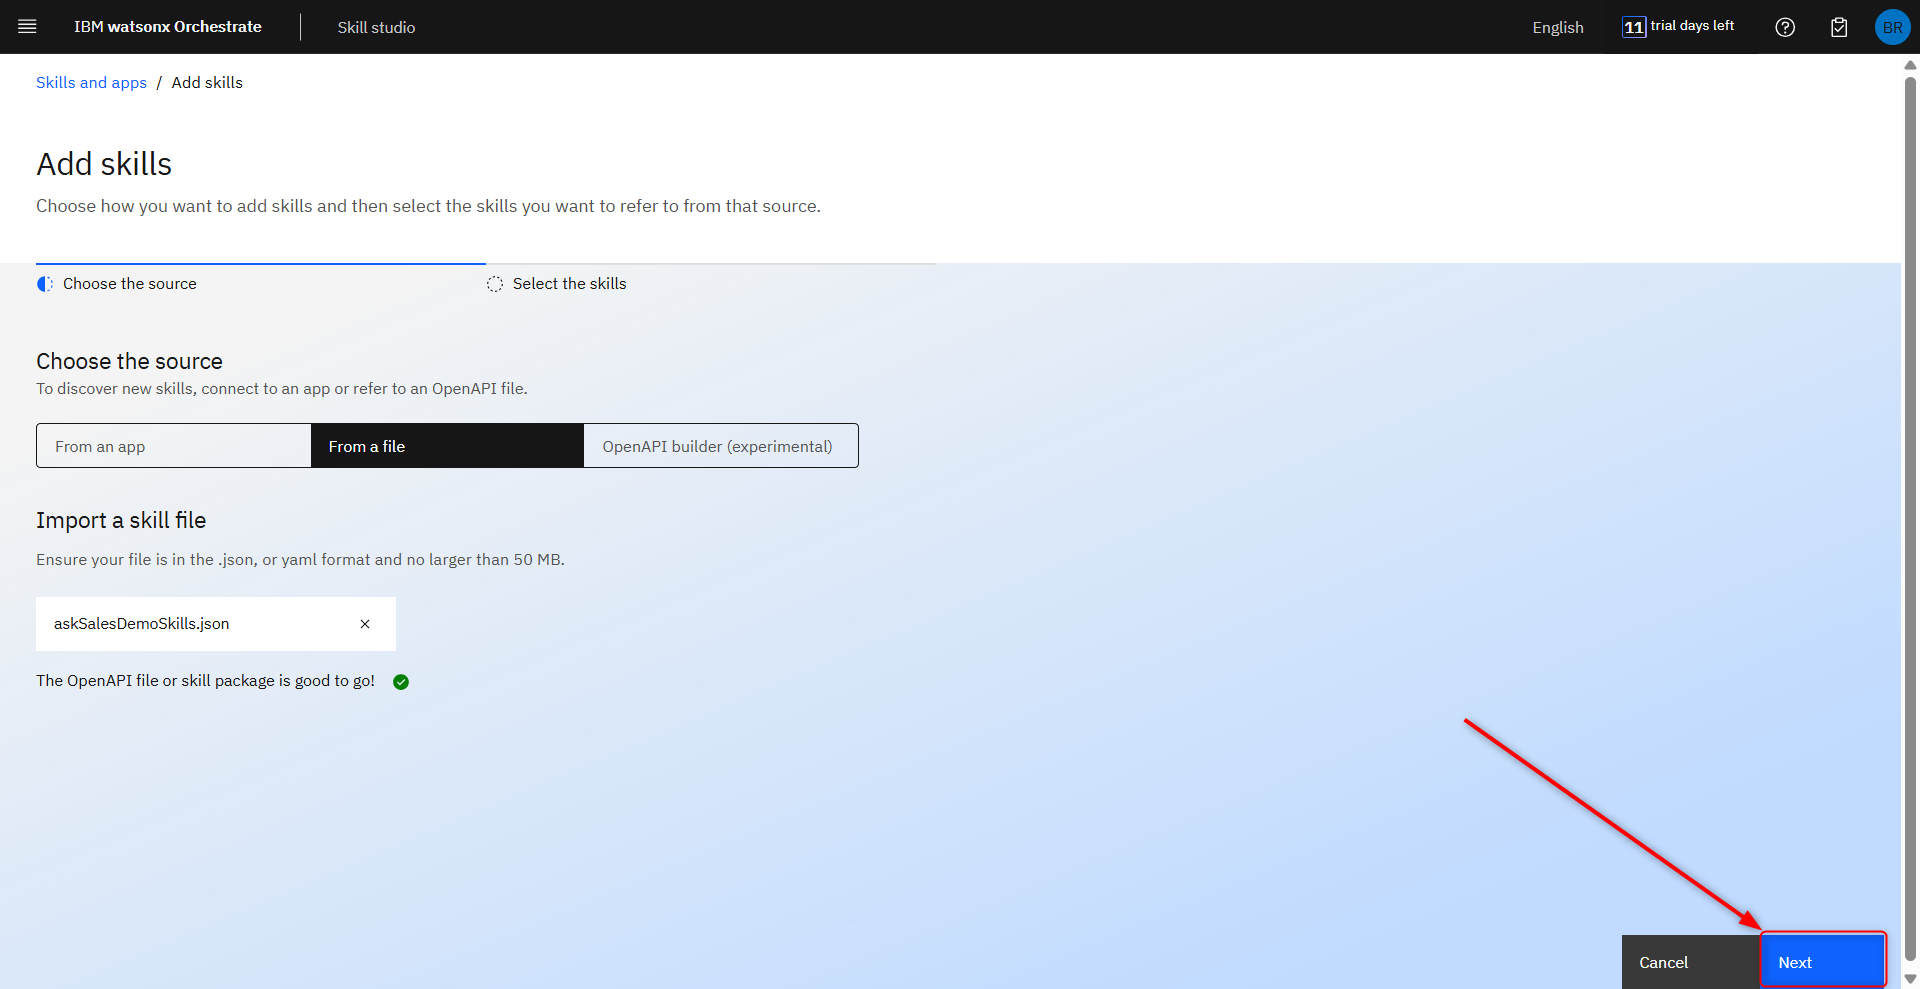 IBM watsonx Orchestrate
Skill studio
English
11 trial days left
BR
Skills and apps / Add skills
Add skills
Choose how you want to add skills and then select the skills you want to refer to from that source.
Choose the source
Select the skills
Choose the source
To discover new skills, connect to an app or refer to an OpenAPI file.
From an app
From a file
OpenAPI builder (experimental)
Import a skill file
Ensure your file is in the .json, or yaml format and no larger than 50 MB.
askSalesDemoSkills.json
The OpenAPI file or skill package is good to go!
Cancel
Next